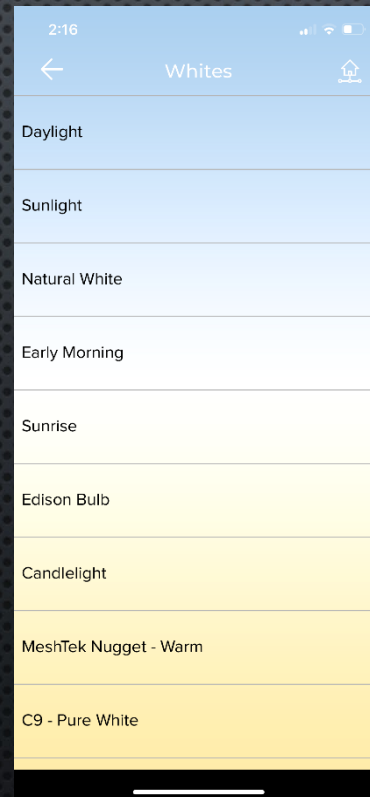 2:16
Whites
Daylight
Sunlight
Natural White
Early Morning
Sunrise
Edison Bulb
Candlelight
MeshTek Nugget - Warm
C9 - Pure White